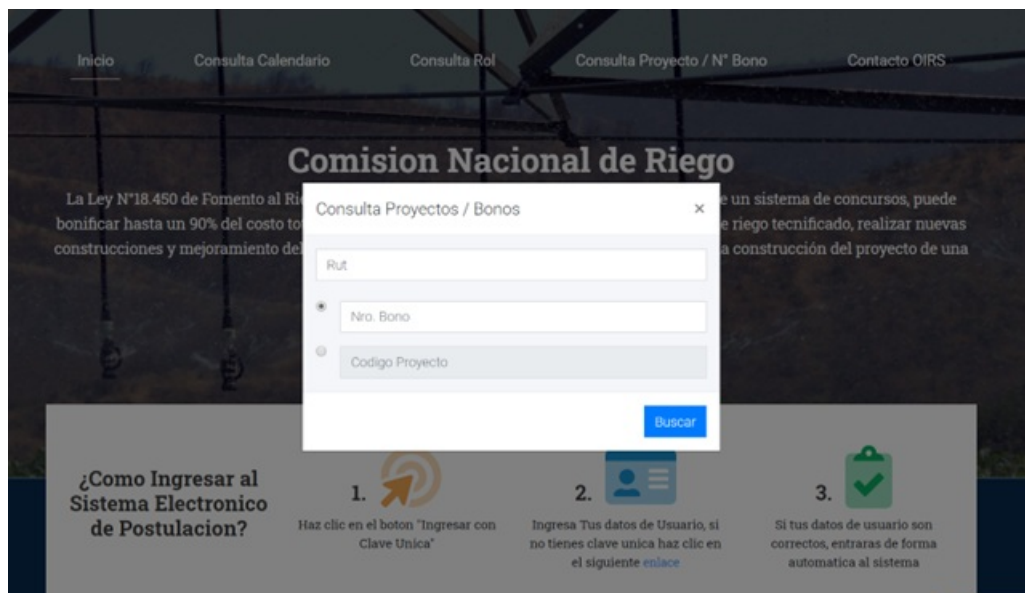 Inicio
Consulta Calendario
Consulta Rol
Consulta Proyecto / N° Bono
Contacto OIRS
Comision Nacional de Riego
La Ley N°18.450 de Fomento al
e un sistema de concursos, puede
bonificar hasta un 90% del costo
e riego tecnificado, realizar nuevas
construcciones y mejoramiento
a construcción del proyecto de una
Consulta Proyectos / Bonos ×
Rut
Nro. Bono
Codigo Proyecto
Buscar
¿Como Ingresar al
Sistema Electronico
de Postulacion?
1.
Haz clic en el boton "Ingresar con
Clave Unica"
2.
Ingresa Tus datos de Usuario, si
no tienes clave unica haz clic en
el siguiente enlace
3.
Si tus datos de usuario son
correctos, entraras de forma
automatica al sistema